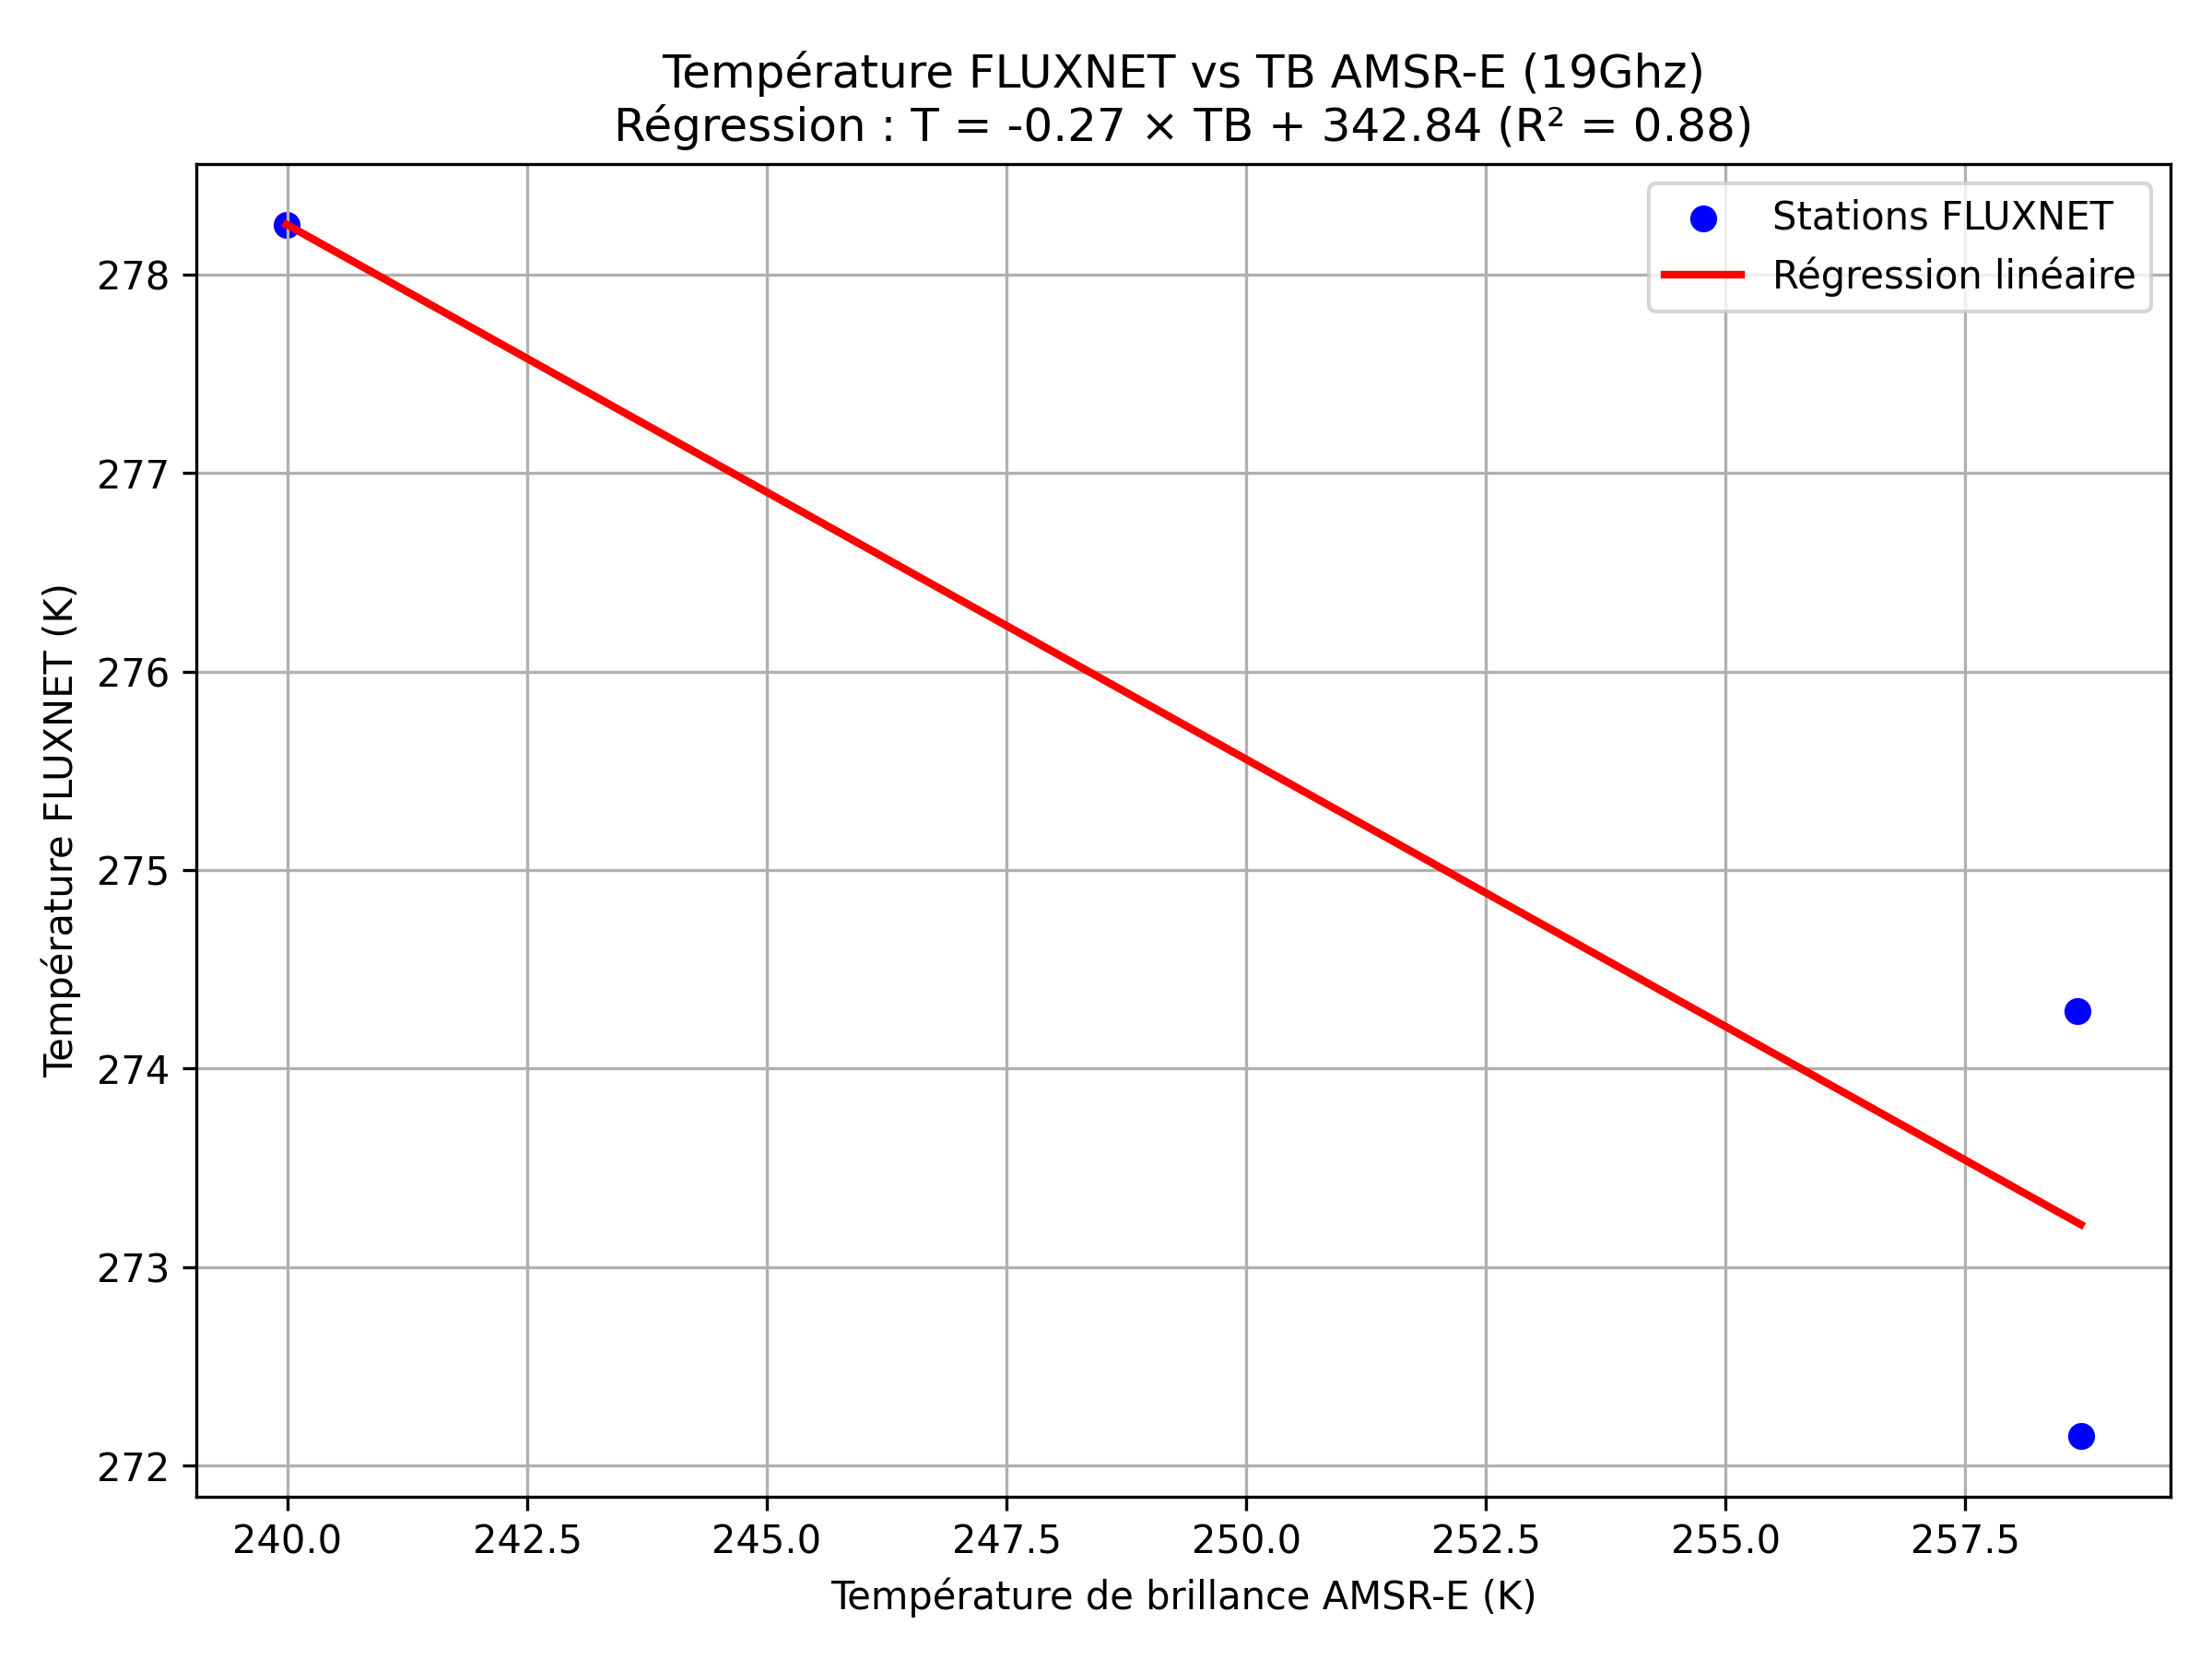 Température FLUXNET vs TB AMSR-E (19Ghz)
Régression : T = -0.27 × TB + 342.84 (R² = 0.88)
Stations FLUXNET
Régression linéaire
Température FLUXNET (K)
278
277
276
275
274
273
272
240.0 242.5 245.0 247.5 250.0 252.5 255.0 257.5
Température de brillance AMSR-E (K)